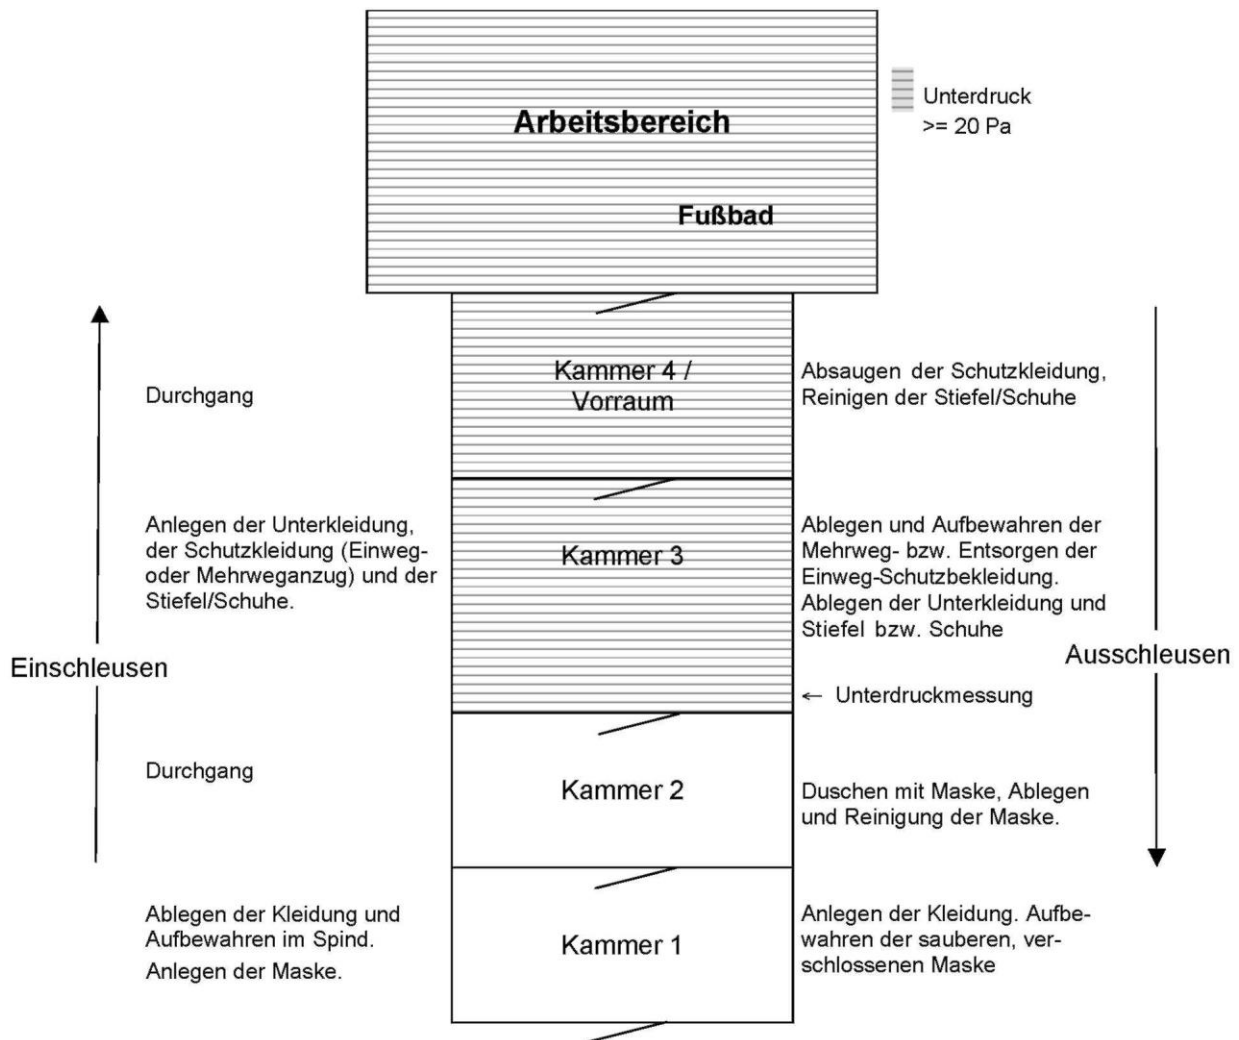 Arbeitsbereich
Unterdruck
>= 20 Pa
Fußbad
Durchgang
Kammer 4 /
Vorraum
Absaugen der Schutzkleidung,
Reinigen der Stiefel/Schuhe
Anlegen der Unterkleidung,
der Schutzkleidung (Einweg-
oder Mehrweganzug) und der
Stiefel/Schuhe.
Kammer 3
Ablegen und Aufbewahren der
Mehrweg- bzw. Entsorgen der
Einweg-Schutzbekleidung.
Ablegen der Unterkleidung und
Stiefel bzw. Schuhe
Einschleusen
Ausschleusen
← Unterdruckmessung
Durchgang
Kammer 2
Duschen mit Maske, Ablegen
und Reinigung der Maske.
Ablegen der Kleidung und
Aufbewahren im Spind.
Anlegen der Maske.
Kammer 1
Anlegen der Kleidung. Aufbe-
wahren der sauberen, ver-
schlossenen Maske